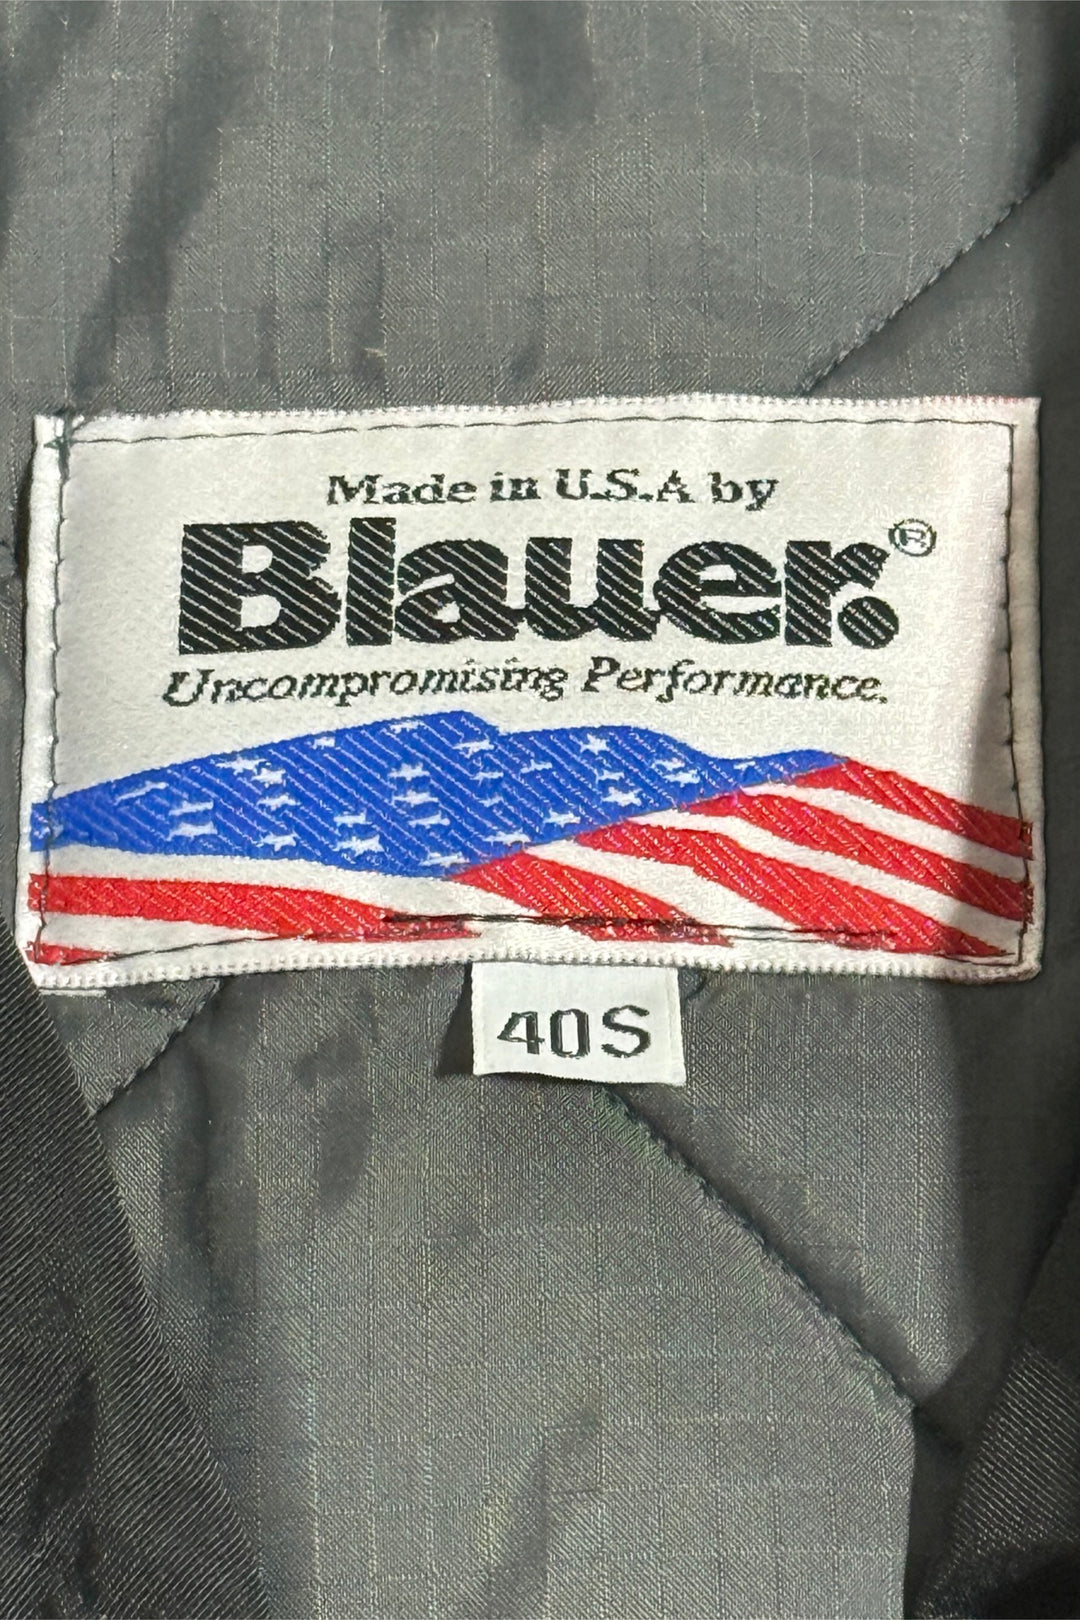 Made in U.S.A by
Blauer.®
Uncompromising Performance.
40S